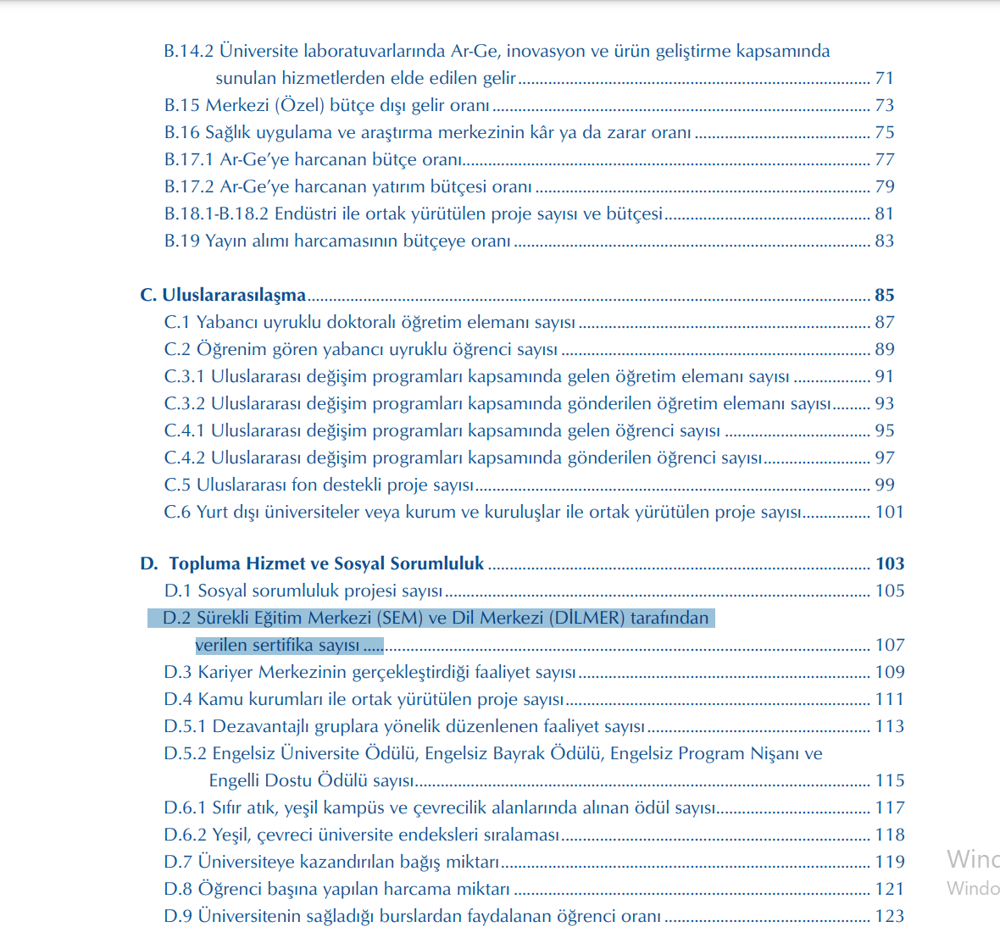 B.14.2 Üniversite laboratuvarlarında Ar-Ge, inovasyon ve ürün geliştirme kapsamında
sunulan hizmetlerden elde edilen gelir 71
B.15 Merkezi (Özel) bütçe dışı gelir oranı 73
B.16 Sağlık uygulama ve araştırma merkezinin kâr ya da zarar oranı 75
B.17.1 Ar-Ge’ye harcanan bütçe oranı 77
B.17.2 Ar-Ge’ye harcanan yatırım bütçesi oranı 79
B.18.1-B.18.2 Endüstri ile ortak yürütülen proje sayısı ve bütçesi 81
B.19 Yayın alımı harcamasının bütçeye oranı 83
C. Uluslararasılaşma 85
C.1 Yabancı uyruklu doktoralı öğretim elemanı sayısı 87
C.2 Öğrenim gören yabancı uyruklu öğrenci sayısı 89
C.3.1 Uluslararası değişim programları kapsamında gelen öğretim elemanı sayısı 91
C.3.2 Uluslararası değişim programları kapsamında gönderilen öğretim elemanı sayısı 93
C.4.1 Uluslararası değişim programları kapsamında gelen öğrenci sayısı 95
C.4.2 Uluslararası değişim programları kapsamında gönderilen öğrenci sayısı 97
C.5 Uluslararası fon destekli proje sayısı 99
C.6 Yurt dışı üniversiteler veya kurum ve kuruluşlar ile ortak yürütülen proje sayısı 101
D. Topluma Hizmet ve Sosyal Sorumluluk 103
D.1 Sosyal sorumluluk projesi sayısı 105
D.2 Sürekli Eğitim Merkezi (SEM) ve Dil Merkezi (DİLMER) tarafından
verilen sertifika sayısı 107
D.3 Kariyer Merkezinin gerçekleştirdiği faaliyet sayısı 109
D.4 Kamu kurumları ile ortak yürütülen proje sayısı 111
D.5.1 Dezavantajlı gruplara yönelik düzenlenen faaliyet sayısı 113
D.5.2 Engelsiz Üniversite Ödülü, Engelsiz Bayrak Ödülü, Engelsiz Program Nişanı ve
Engelli Dostu Ödülü sayısı 115
D.6.1 Sıfır atık, yeşil kampüs ve çevrecilik alanlarında alınan ödül sayısı 117
D.6.2 Yeşil, çevreci üniversite endeksleri sıralaması 118
D.7 Üniversiteye kazandırılan bağış miktarı 119
D.8 Öğrenci başına yapılan harcama miktarı 121
D.9 Üniversitenin sağladığı burslardan faydalanan öğrenci oranı 123